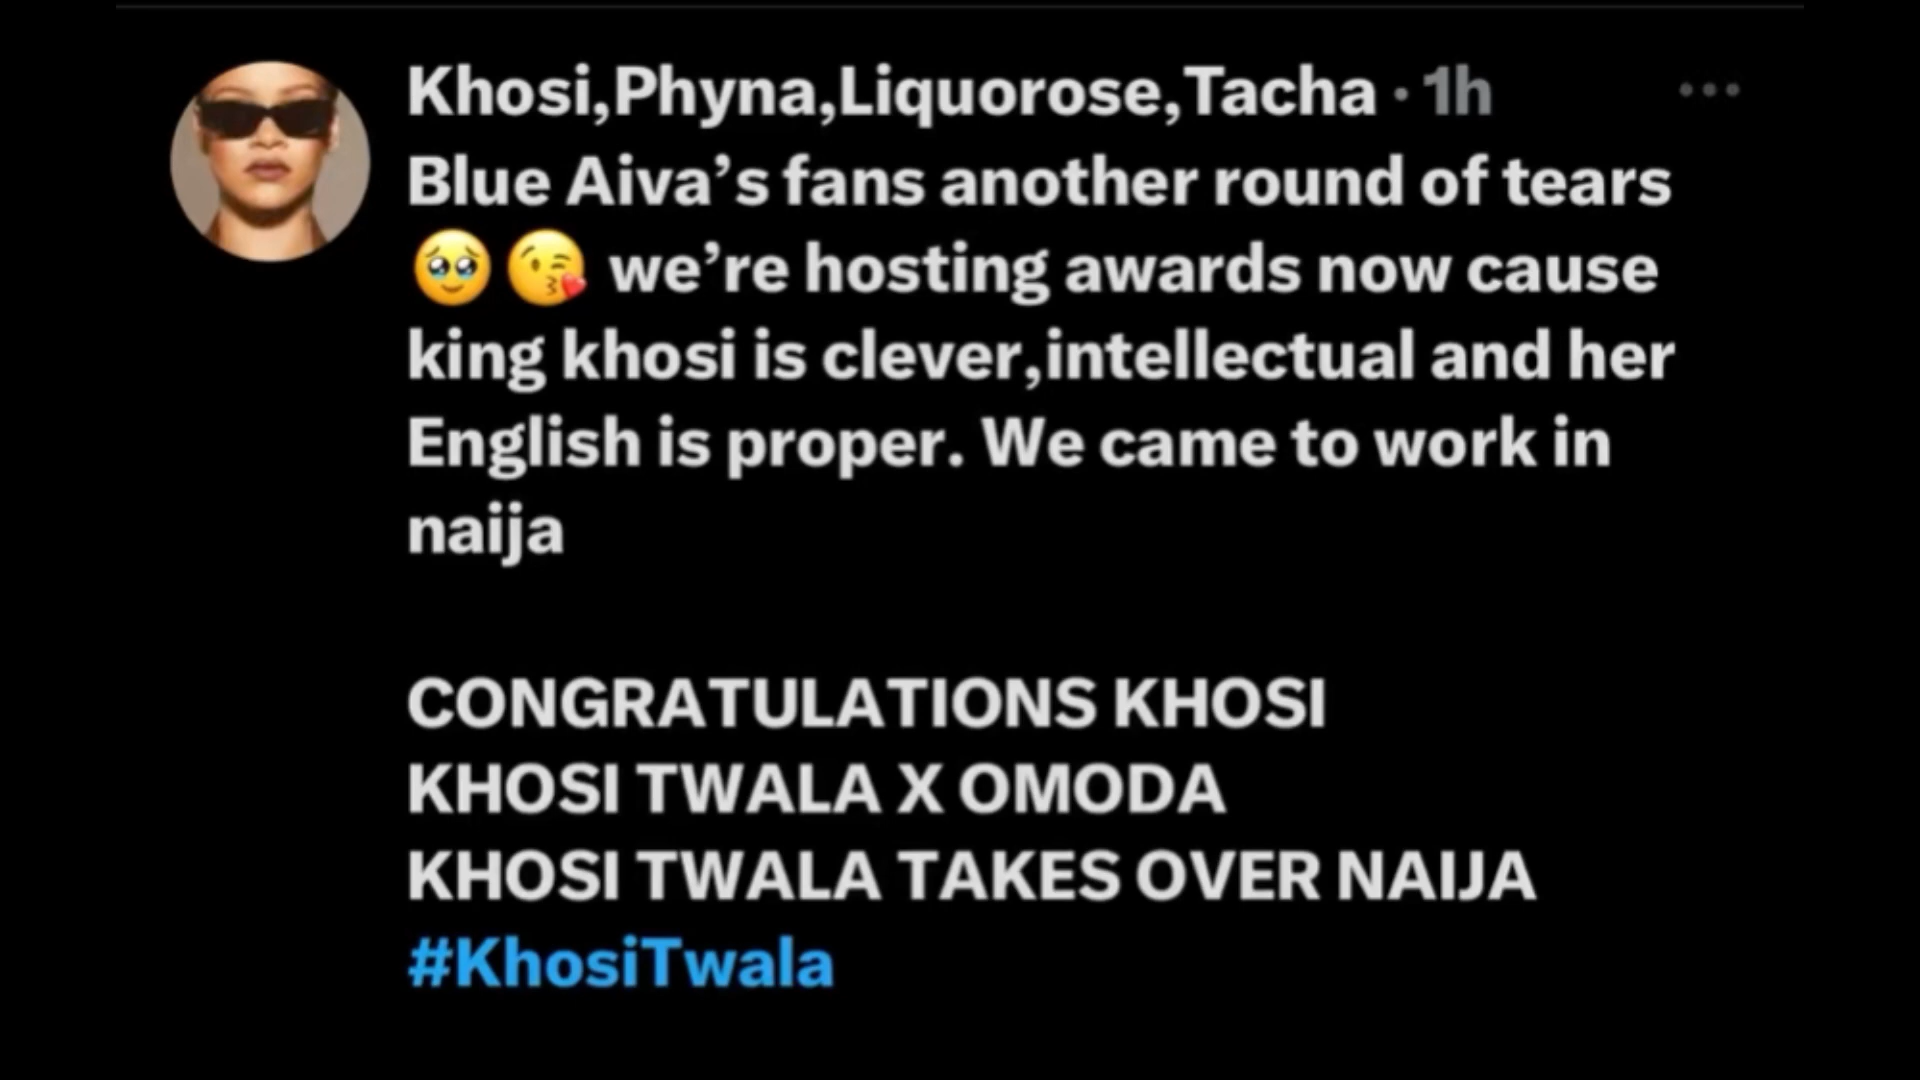 Khosi,Phyna,Liquorose,Tacha · 1h ...
Blue Aiva’s fans another round of tears
🥹😘 we’re hosting awards now cause
king khosi is clever,intellectual and her
English is proper. We came to work in
naija
CONGRATULATIONS KHOSI
KHOSI TWALA X OMODA
KHOSI TWALA TAKES OVER NAIJA
#KhosiTwala